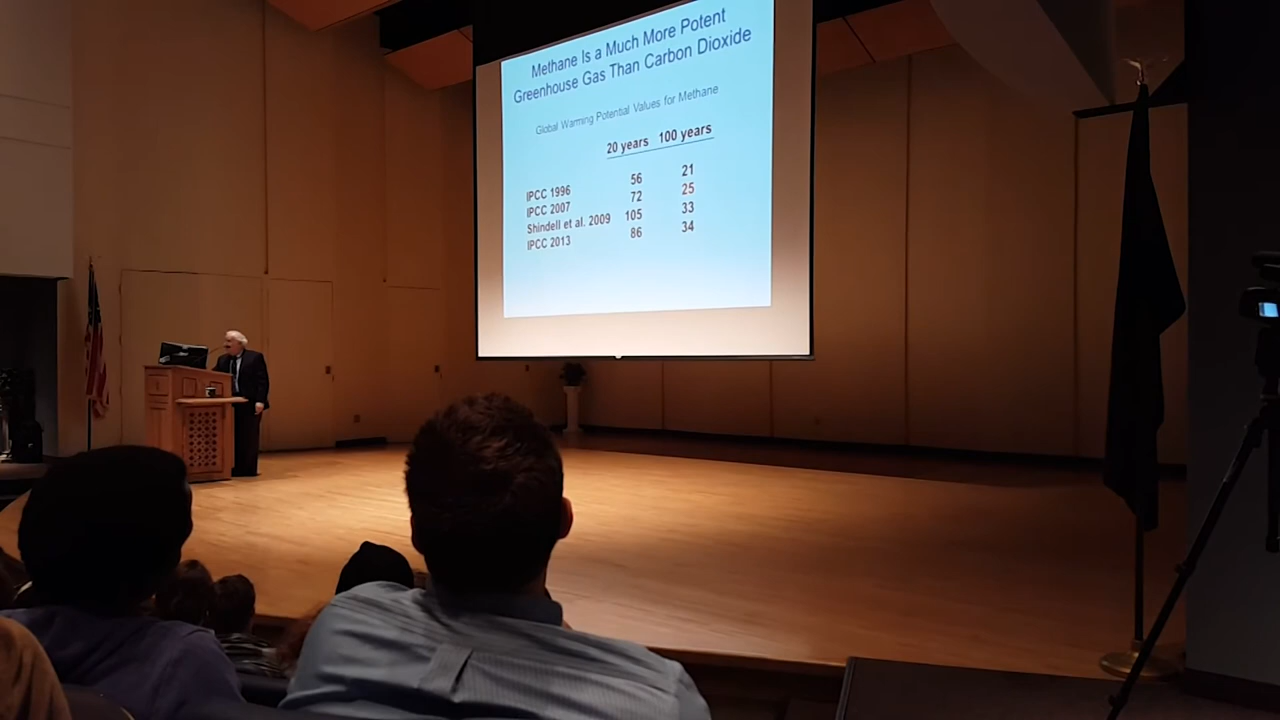 Methane Is a Much More Potent
Greenhouse Gas Than Carbon Dioxide
Global Warming Potential Values for Methane
20 years 100 years
IPCC 1996 56 21
IPCC 2007 72 25
Shindell et al. 2009 105 33
IPCC 2013 86 34